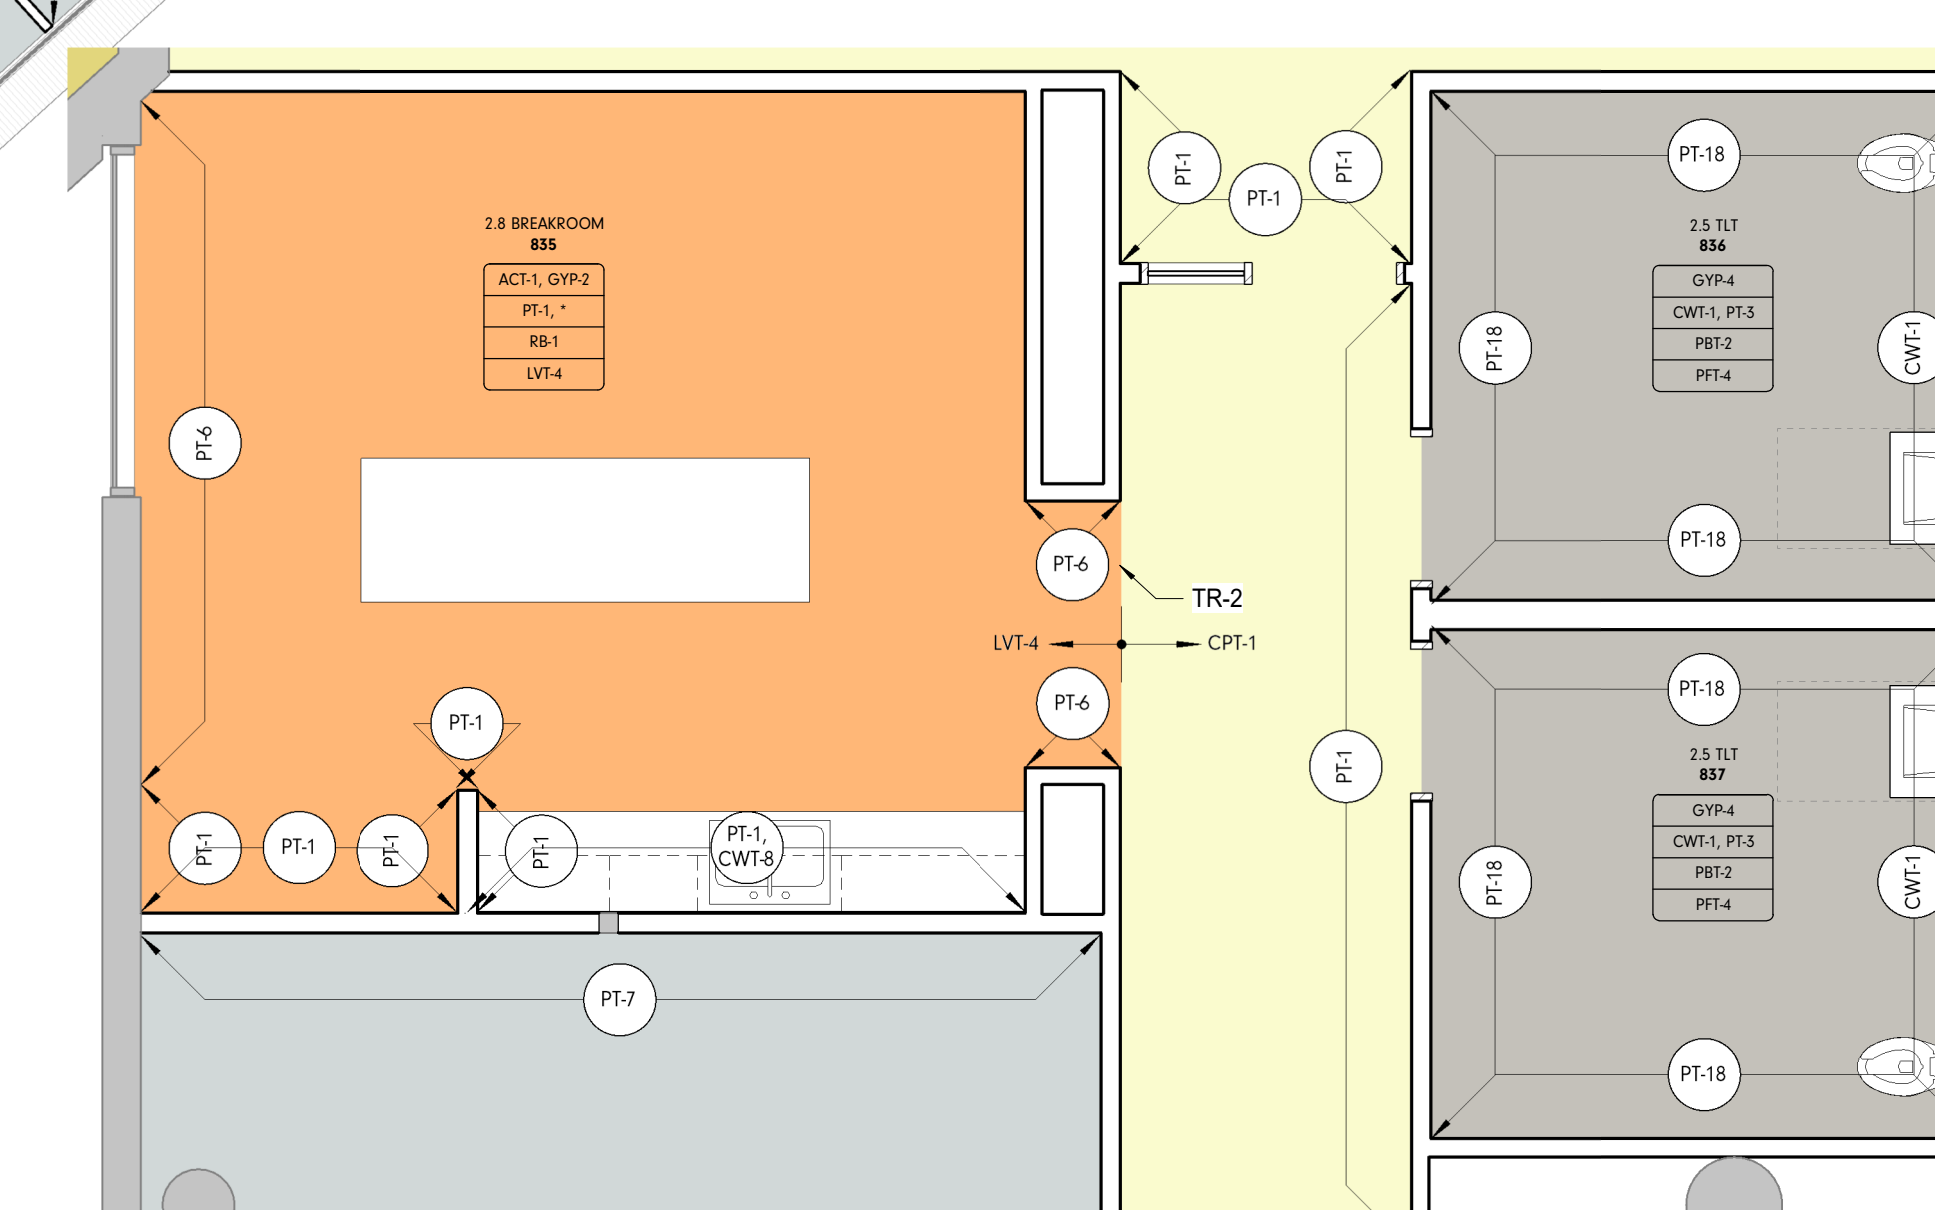 PT-1
PT-1
PT-1
PT-18
2.8 BREAKROOM
835
ACT-1, GYP-2
PT-1, *
RB-1
LVT-4
2.5 TLT
836
GYP-4
CWT-1, PT-3
PBT-2
PFT-4
PT-18
CWT-1
PT-6
PT-18
PT-6
TR-2
LVT-4
CPT-1
PT-6
PT-1
PT-18
2.5 TLT
837
GYP-4
CWT-1, PT-3
PBT-2
PFT-4
PT-1
PT-1
PT-1
PT-1
PT-1
PT-1,
CWT-8
PT-18
CWT-1
PT-7
PT-18